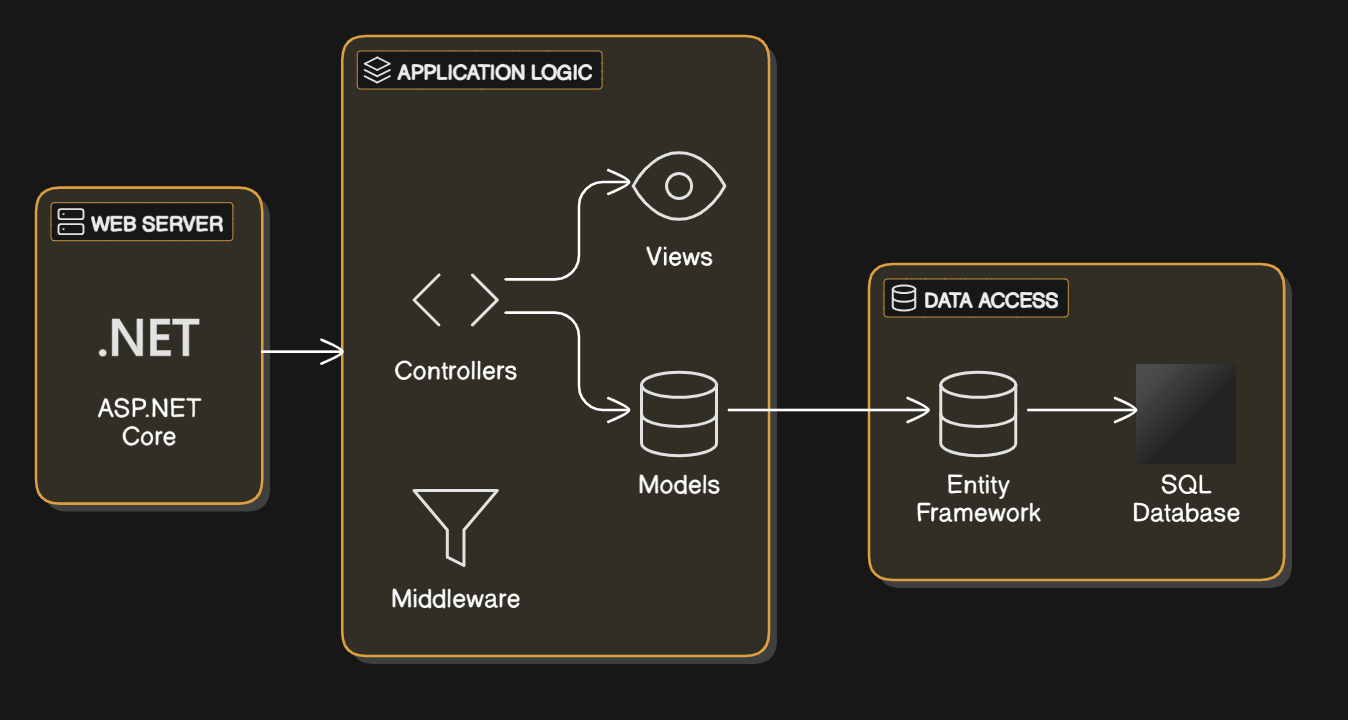 WEB SERVER
.NET
ASP.NET
Core
APPLICATION LOGIC
Views
Controllers
Models
Middleware
DATA ACCESS
Entity
Framework
SQL
Database